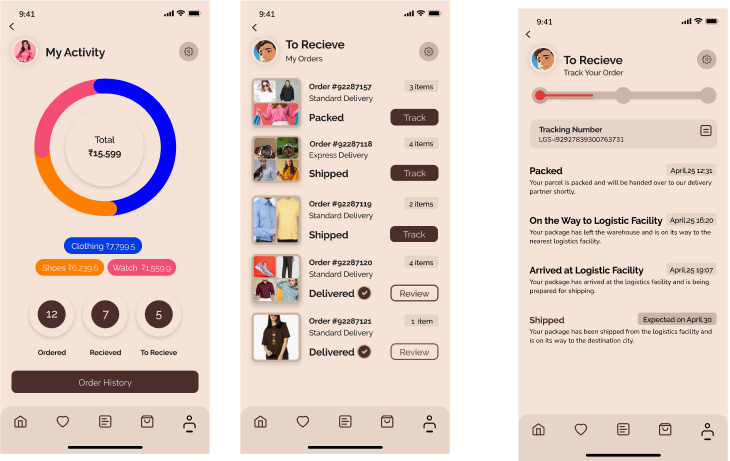 9:41
My Activity
Total
₹15,599
Clothing ₹7,799.5
Shoes ₹6,239.6
Watch ₹1,559.9
12
7
5
Ordered
Recieved
To Recieve
Order History
9:41
To Recieve
My Orders
Order #92287157
3 items
Standard Delivery
Packed
Track
Order #92287118
4 items
Express Delivery
Shipped
Track
Order #92287119
2 items
Standard Delivery
Shipped
Track
Order #92287120
4 items
Standard Delivery
Delivered
Review
Order #92287121
1 item
Standard Delivery
Delivered
Review
9:41
To Recieve
Track Your Order
Tracking Number
LGS-i92927839300763731
Packed
April,25 12:31
Your parcel is packed and will be handed over to our delivery
partner shortly.
On the Way to Logistic Facility
April,25 16:20
Your package has left the warehouse and is on its way to the
nearest logistics facility.
Arrived at Logistic Facility
April,25 19:07
Your package has arrived at the logistics facility and is being
prepared for shipping.
Shipped
Expected on April,30
Your package has been shipped from the logistics facility and
is on its way to the destination city.